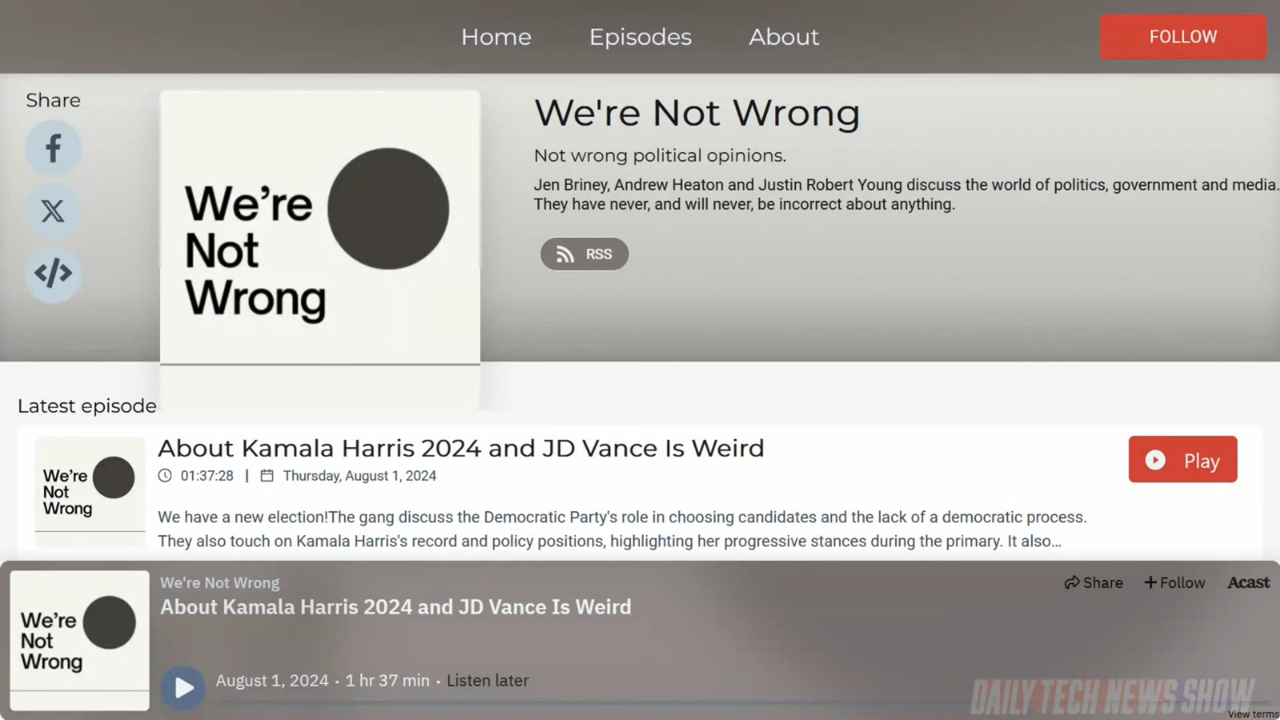 Home Episodes About FOLLOW
Share
We're
Not
Wrong
We're Not Wrong
Not wrong political opinions.
Jen Briney, Andrew Heaton and Justin Robert Young discuss the world of politics, government and media.
They have never, and will never, be incorrect about anything.
RSS
Latest episode
We're
Not
Wrong
About Kamala Harris 2024 and JD Vance Is Weird
01:37:28 | Thursday, August 1, 2024
Play
We have a new election!The gang discuss the Democratic Party's role in choosing candidates and the lack of a democratic process.
They also touch on Kamala Harris's record and policy positions, highlighting her progressive stances during the primary. It also…
We're
Not
Wrong
We're Not Wrong
About Kamala Harris 2024 and JD Vance Is Weird
Share +Follow Acast
August 1, 2024 · 1 hr 37 min · Listen later
DAILY TECH NEWS SHOW
View terms